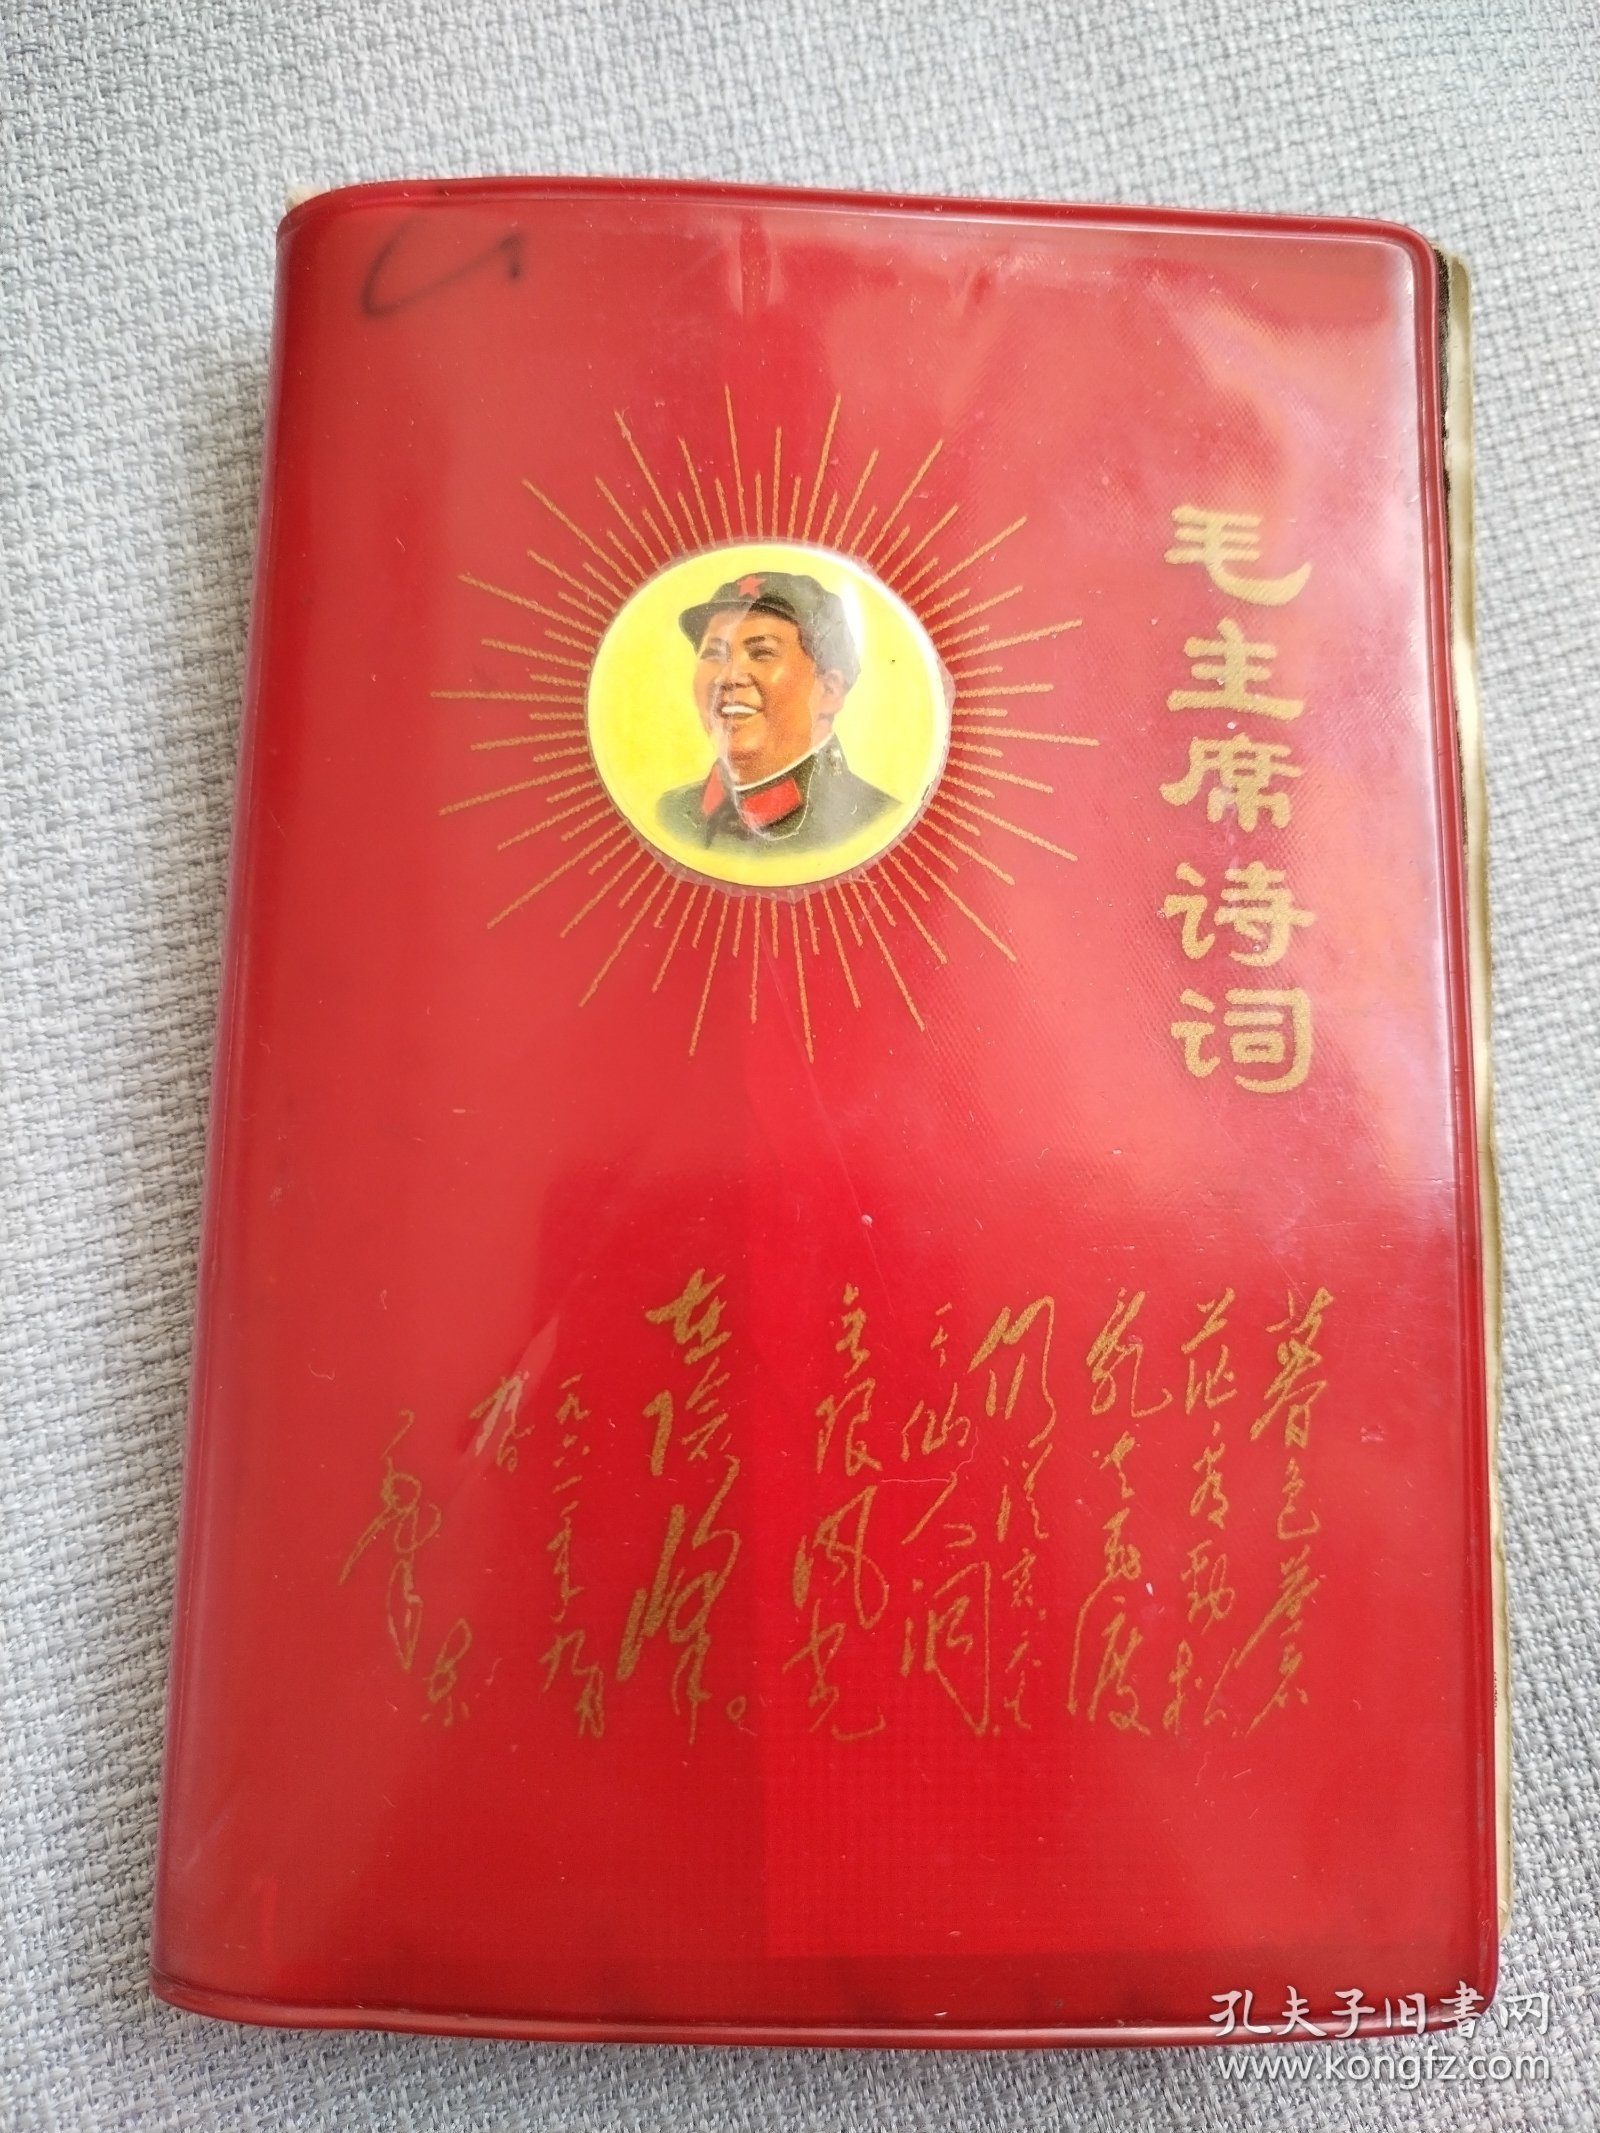 毛主席诗词
暮色苍
茫看劲松
乱云飞渡
仍从容。天生
一个仙人洞
无限风光
在险峰。
一九六一年九月
九日
毛泽东
孔夫子旧书网
www.kongfz.com